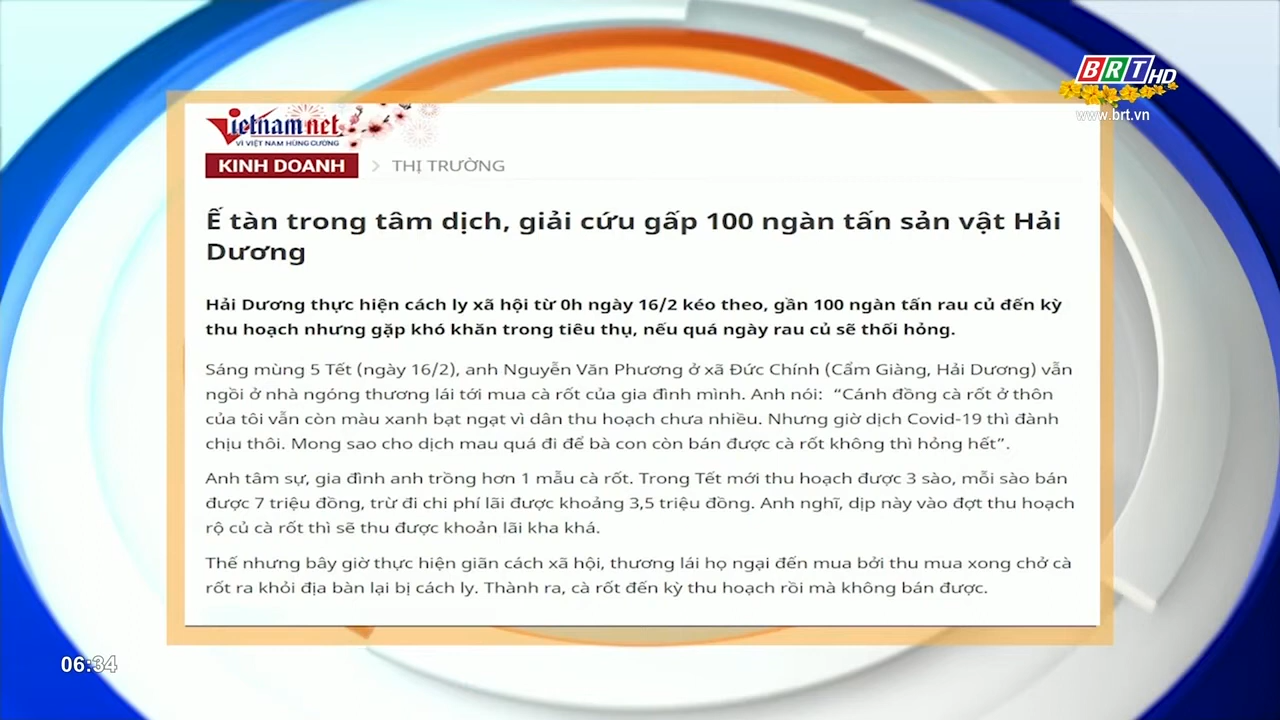 BRT HD
www.brt.vn
Vietnamnet
VÌ VIỆT NAM HÙNG CƯỜNG
KINH DOANH > THỊ TRƯỜNG
Ế tàn trong tâm dịch, giải cứu gấp 100 ngàn tấn sản vật Hải
Dương
Hải Dương thực hiện cách ly xã hội từ 0h ngày 16/2 kéo theo, gần 100 ngàn tấn rau củ đến kỳ
thu hoạch nhưng gặp khó khăn trong tiêu thụ, nếu quá ngày rau củ sẽ thối hỏng.
Sáng mùng 5 Tết (ngày 16/2), anh Nguyễn Văn Phương ở xã Đức Chính (Cẩm Giàng, Hải Dương) vẫn
ngồi ở nhà ngóng thương lái tới mua cà rốt của gia đình mình. Anh nói: “Cánh đồng cà rốt ở thôn
của tôi vẫn còn màu xanh bạt ngạt vì dân thu hoạch chưa nhiều. Nhưng giờ dịch Covid-19 thì đành
chịu thôi. Mong sao cho dịch mau quá đi để bà con còn bán được cà rốt không thì hỏng hết”.
Anh tâm sự, gia đình anh trồng hơn 1 mẫu cà rốt. Trong Tết mới thu hoạch được 3 sào, mỗi sào bán
được 7 triệu đồng, trừ đi chi phí lãi được khoảng 3,5 triệu đồng. Anh nghĩ, dịp này vào đợt thu hoạch
rộ củ cà rốt thì sẽ thu được khoản lãi kha khá.
Thế nhưng bây giờ thực hiện giãn cách xã hội, thương lái họ ngại đến mua bởi thu mua xong chở cà
rốt ra khỏi địa bàn lại bị cách ly. Thành ra, cà rốt đến kỳ thu hoạch rồi mà không bán được.
06:34